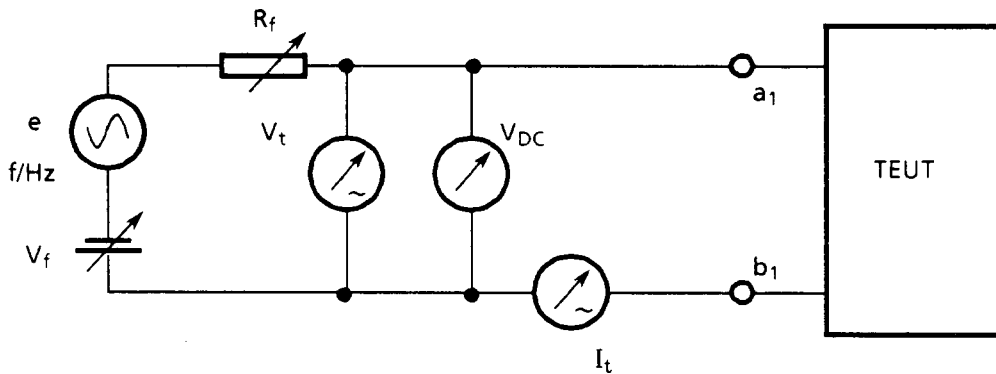 R_f
e
f/Hz
V_t
V_DC
a_1
TEUT
V_f
b_1
I_t